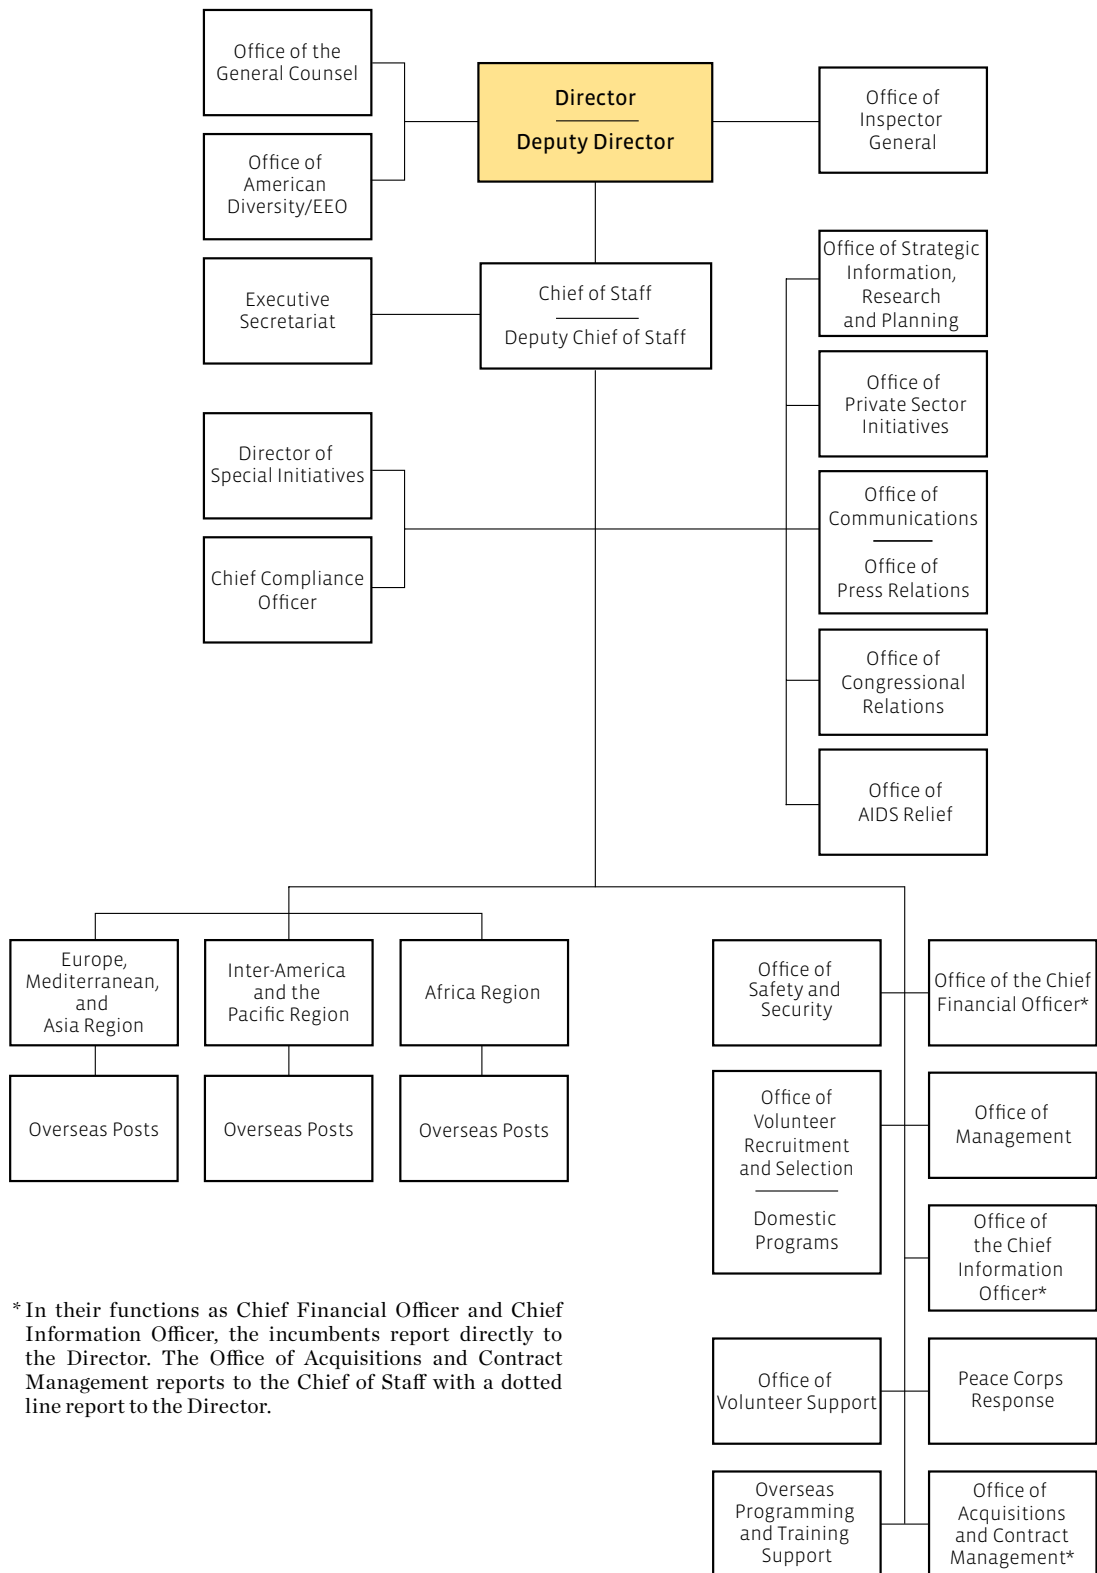 Office of the
General Counsel
Director
Deputy Director
Office of
Inspector
General
Office of
American
Diversity/EEO
Executive
Secretariat
Chief of Staff
Deputy Chief of Staff
Office of Strategic
Information,
Research
and Planning
Office of
Private Sector
Initiatives
Director of
Special Initiatives
Office of
Communications
Office of
Press Relations
Chief Compliance
Officer
Office of
Congressional
Relations
Office of
AIDS Relief
Europe,
Mediterranean,
and
Asia Region
Inter-America
and the
Pacific Region
Africa Region
Overseas Posts
Overseas Posts
Overseas Posts
Office of
Safety and
Security
Office of the Chief
Financial Officer*
Office of
Volunteer
Recruitment
and Selection
Domestic
Programs
Office of
Management
Office of
the Chief
Information
Officer*
Office of
Volunteer Support
Peace Corps
Response
Overseas
Programming
and Training
Support
Office of
Acquisitions
and Contract
Management*
* In their functions as Chief Financial Officer and Chief
Information Officer, the incumbents report directly to
the Director. The Office of Acquisitions and Contract
Management reports to the Chief of Staff with a dotted
line report to the Director.